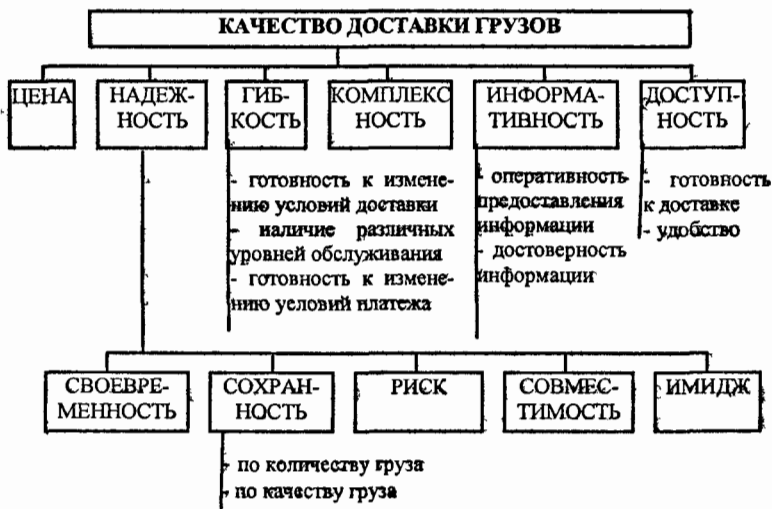 КАЧЕСТВО ДОСТАВКИ ГРУЗОВ
ЦЕНА
НАДЕЖ-
НОСТЬ
ГИБ-
КОСТЬ
КОМПЛЕКС
НОСТЬ
ИНФОРМА-
ТИВНОСТЬ
ДОСТУП-
НОСТЬ
- готовность к измене-
нию условий доставки
- наличие различных
уровней обслуживания
- готовность к измене-
нию условий платежа
- оперативность
предоставления
информации
- достоверность
информации
- готовность
к доставке
- удобство
СВОЕВРЕ-
МЕННОСТЬ
СОХРАН-
НОСТЬ
РИСК
СОВМЕС-
ТИМОСТЬ
ИМИДЖ
- по количеству груза
- по качеству груза